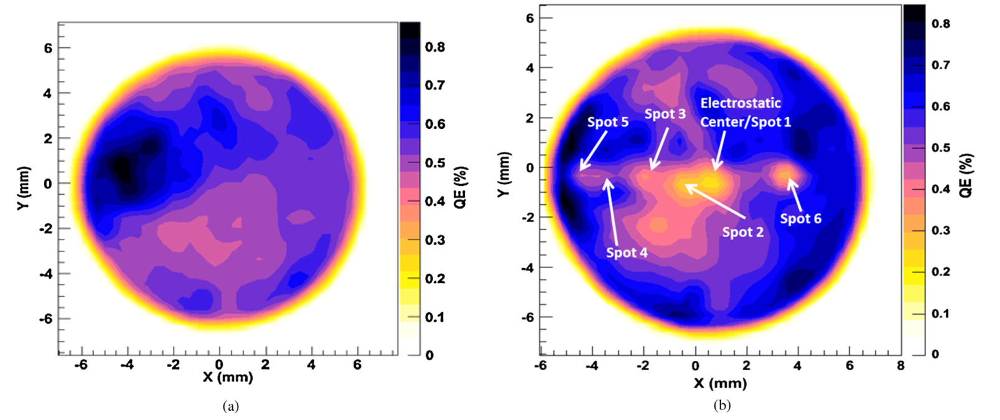 6
4
2
0
-2
-4
-6
Y (mm)
-6 -4 -2 0 2 4 6
X (mm)
0.8
0.7
0.6
0.5
0.4
0.3
0.2
0.1
0
QE (%)
(a)
6
4
2
0
-2
-4
-6
Y (mm)
Electrostatic
Center/Spot 1
Spot 3
Spot 5
Spot 6
Spot 2
Spot 4
-6 -4 -2 0 2 4 6 8
X (mm)
0.8
0.7
0.6
0.5
0.4
0.3
0.2
0.1
0
QE (%)
(b)